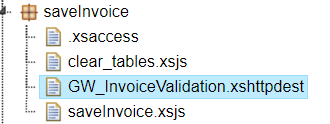 saveInvoice
.xsaccess
clear_tables.xsjs
GW_InvoiceValidation.xshttpdest
saveInvoice.xsjs